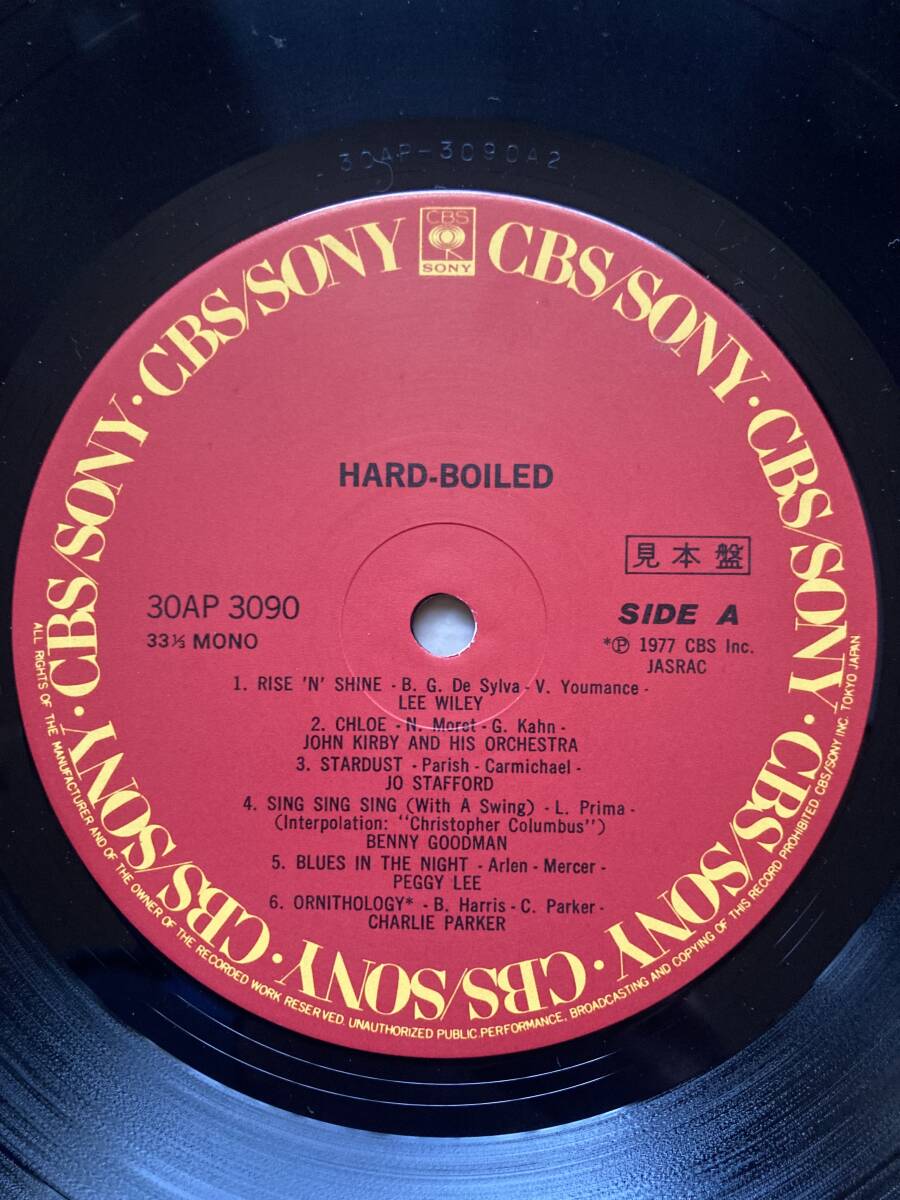 30AP-3090A2
CBS
SONY
CBS/SONY · CBS/SONY · CBS/SONY · CBS/SONY · CBS/SONY · CBS/SONY · CBS/SONY · CBS/SONY
HARD-BOILED
見本盤
30AP 3090
SIDE A
33⅓ MONO
*Ⓟ 1977 CBS Inc.
JASRAC
1. RISE 'N' SHINE - B. G. De Sylva - V. Youmance -
LEE WILEY
2. CHLOE - N. Moret - G. Kahn -
JOHN KIRBY AND HIS ORCHESTRA
3. STARDUST - Parish - Carmichael -
JO STAFFORD
4. SING SING SING (With A Swing) - L. Prima -
(Interpolation: "Christopher Columbus")
BENNY GOODMAN
5. BLUES IN THE NIGHT - Arlen - Mercer -
PEGGY LEE
6. ORNITHOLOGY* - B. Harris - C. Parker -
CHARLIE PARKER
ALL RIGHTS OF THE MANUFACTURER AND OF THE OWNER OF THE RECORDED WORK RESERVED. UNAUTHORIZED PUBLIC PERFORMANCE, BROADCASTING AND COPYING OF THIS RECORD PROHIBITED. CBS/SONY INC. TOKYO JAPAN